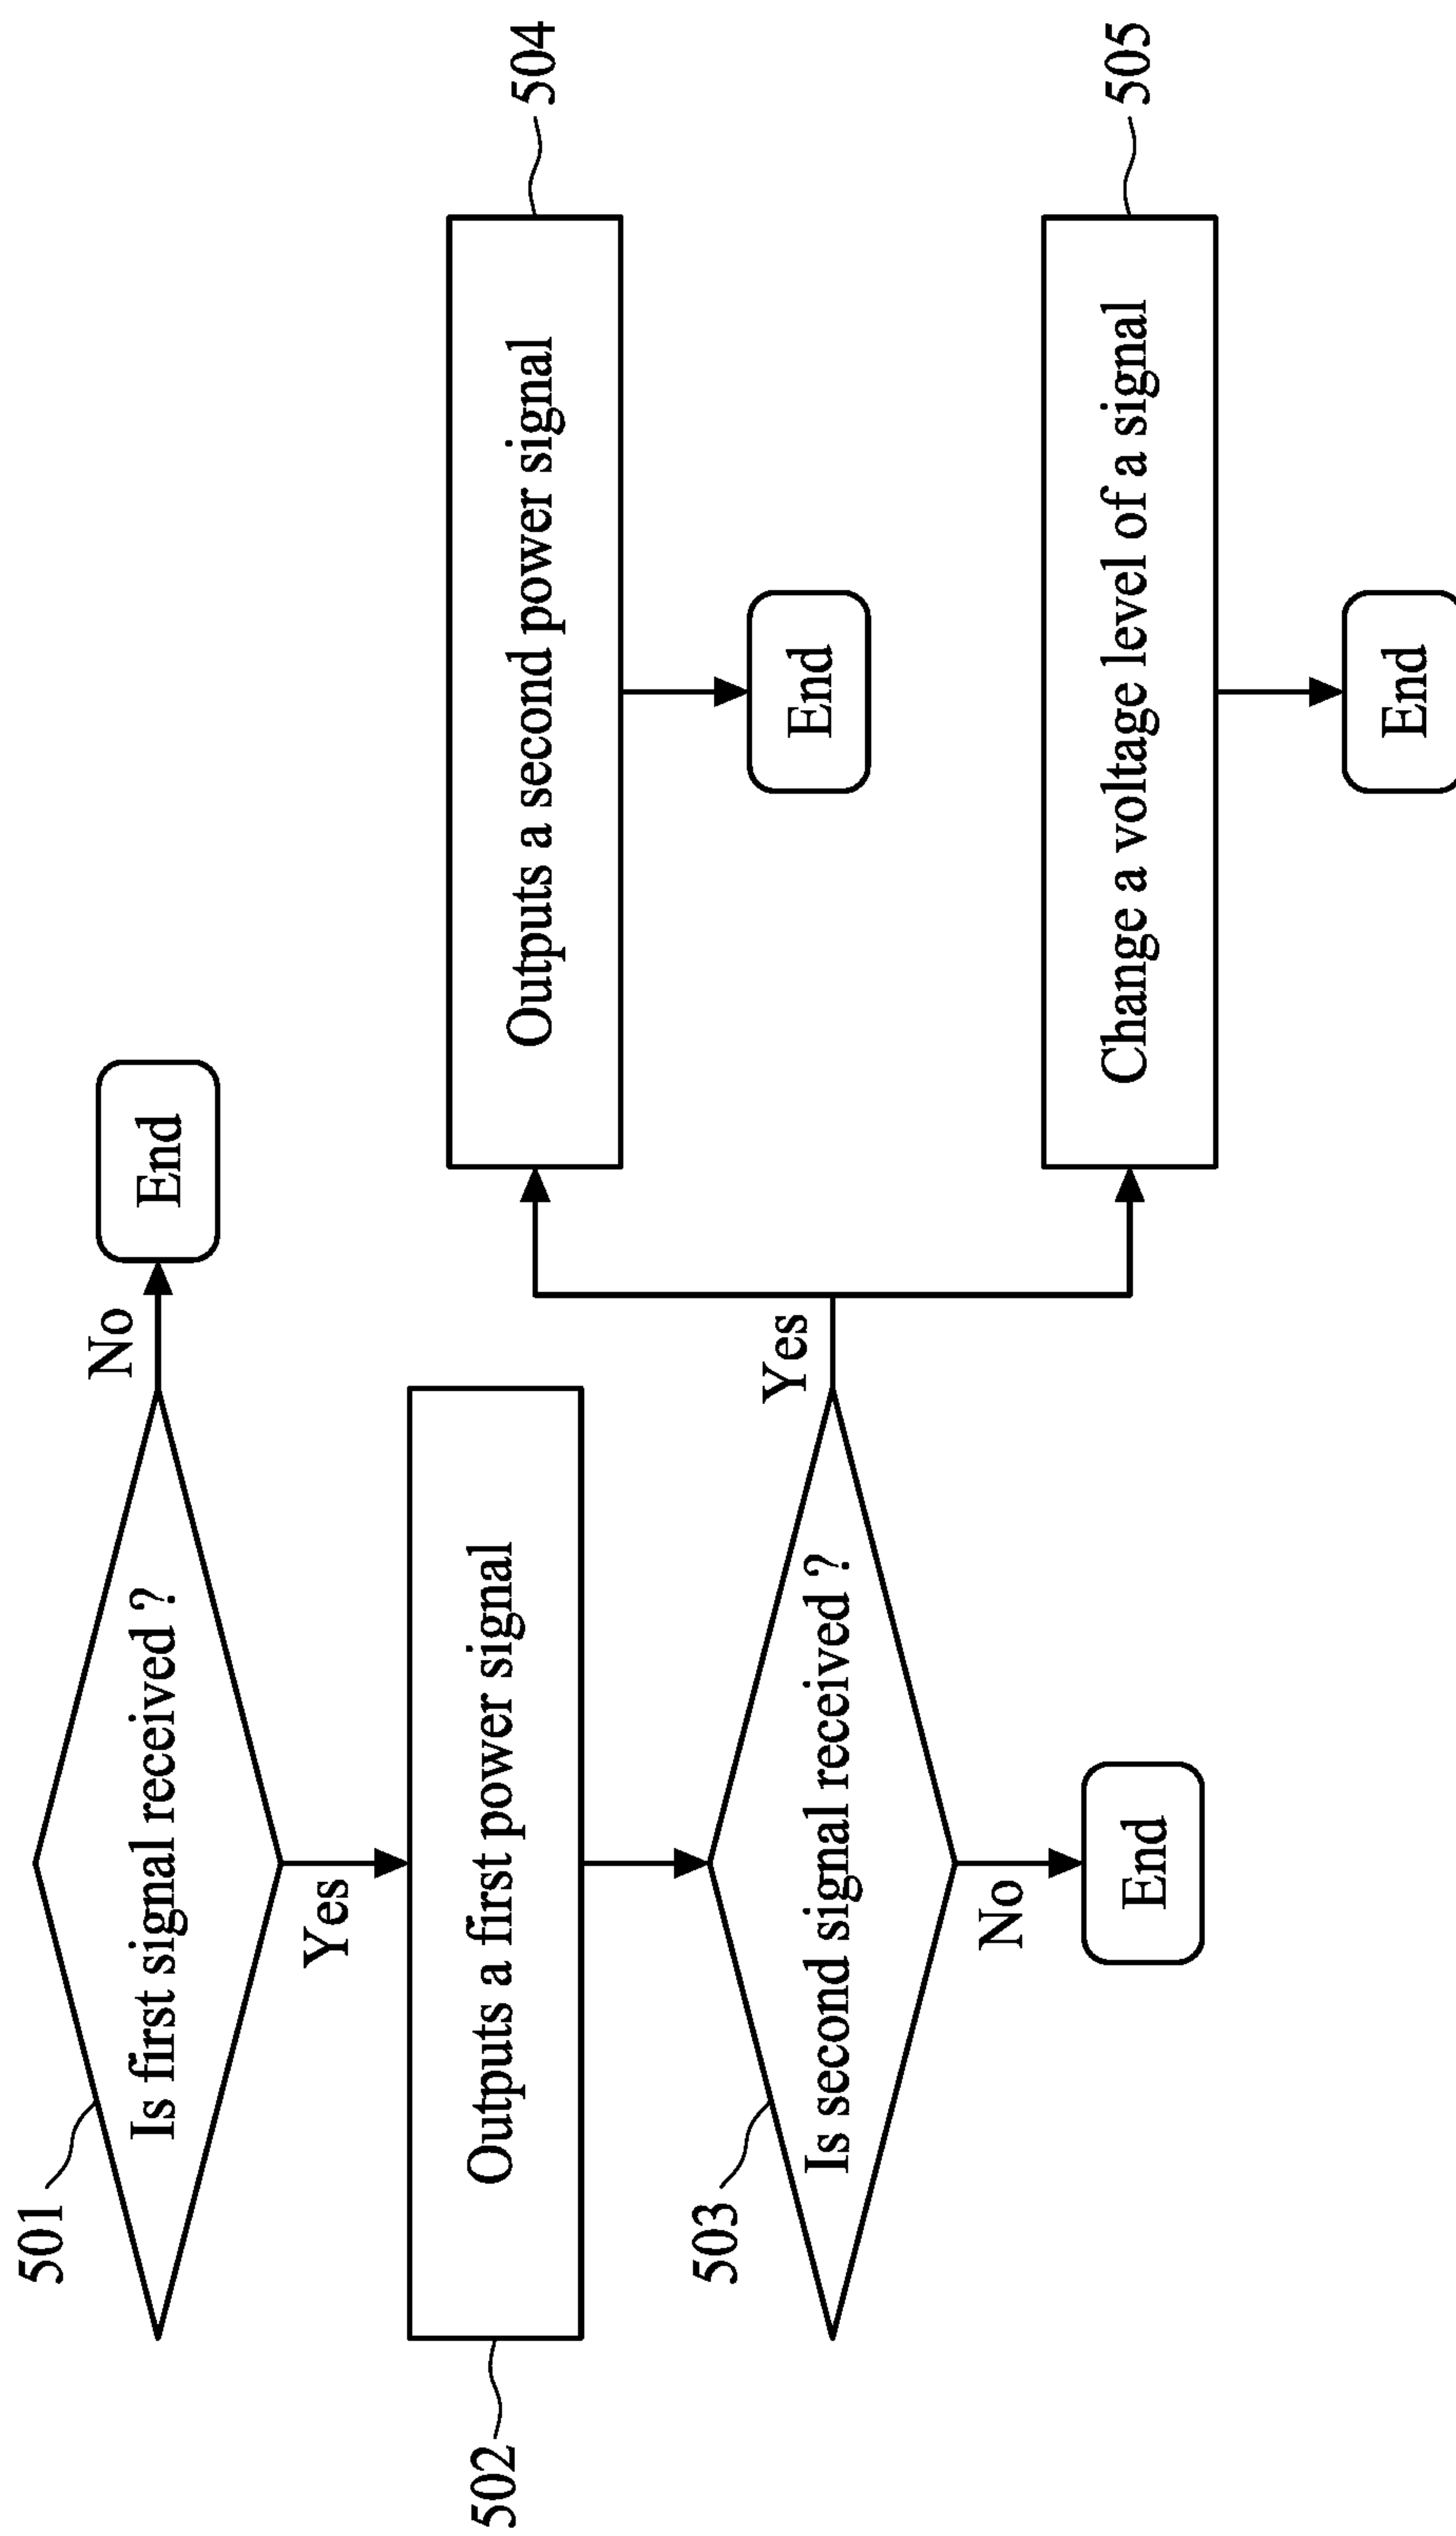 501
Is first signal received ?
No
End
Yes
502
Outputs a first power signal
503
Is second signal received ?
Yes
No
End
Outputs a second power signal
504
End
Change a voltage level of a signal
505
End